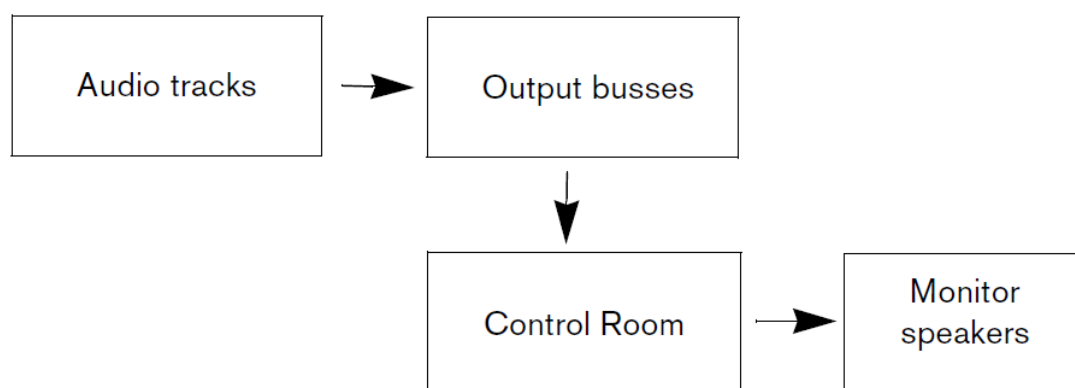 Audio tracks
Output busses
Control Room
Monitor
speakers